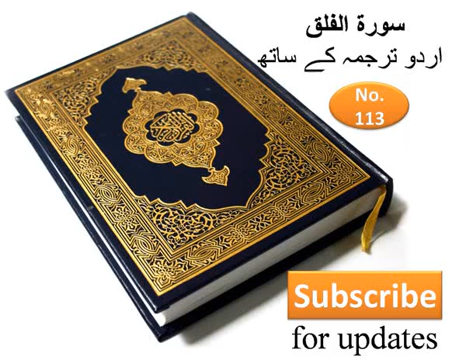 سورة الفلق
اردو ترجمہ کے ساتھ
No.
113
Subscribe
for updates